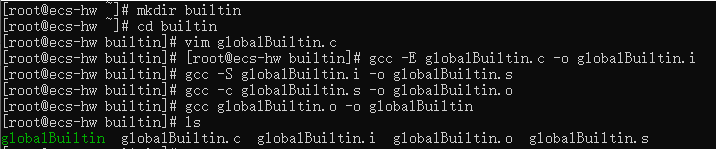 [root@ecs-hw ~]# mkdir builtin
[root@ecs-hw ~]# cd builtin
[root@ecs-hw builtin]# vim globalBuiltin.c
[root@ecs-hw builtin]# [root@ecs-hw builtin]# gcc -E globalBuiltin.c -o globalBuiltin.i
[root@ecs-hw builtin]# gcc -S globalBuiltin.i -o globalBuiltin.s
[root@ecs-hw builtin]# gcc -c globalBuiltin.s -o globalBuiltin.o
[root@ecs-hw builtin]# gcc globalBuiltin.o -o globalBuiltin
[root@ecs-hw builtin]# ls
globalBuiltin globalBuiltin.c globalBuiltin.i globalBuiltin.o globalBuiltin.s